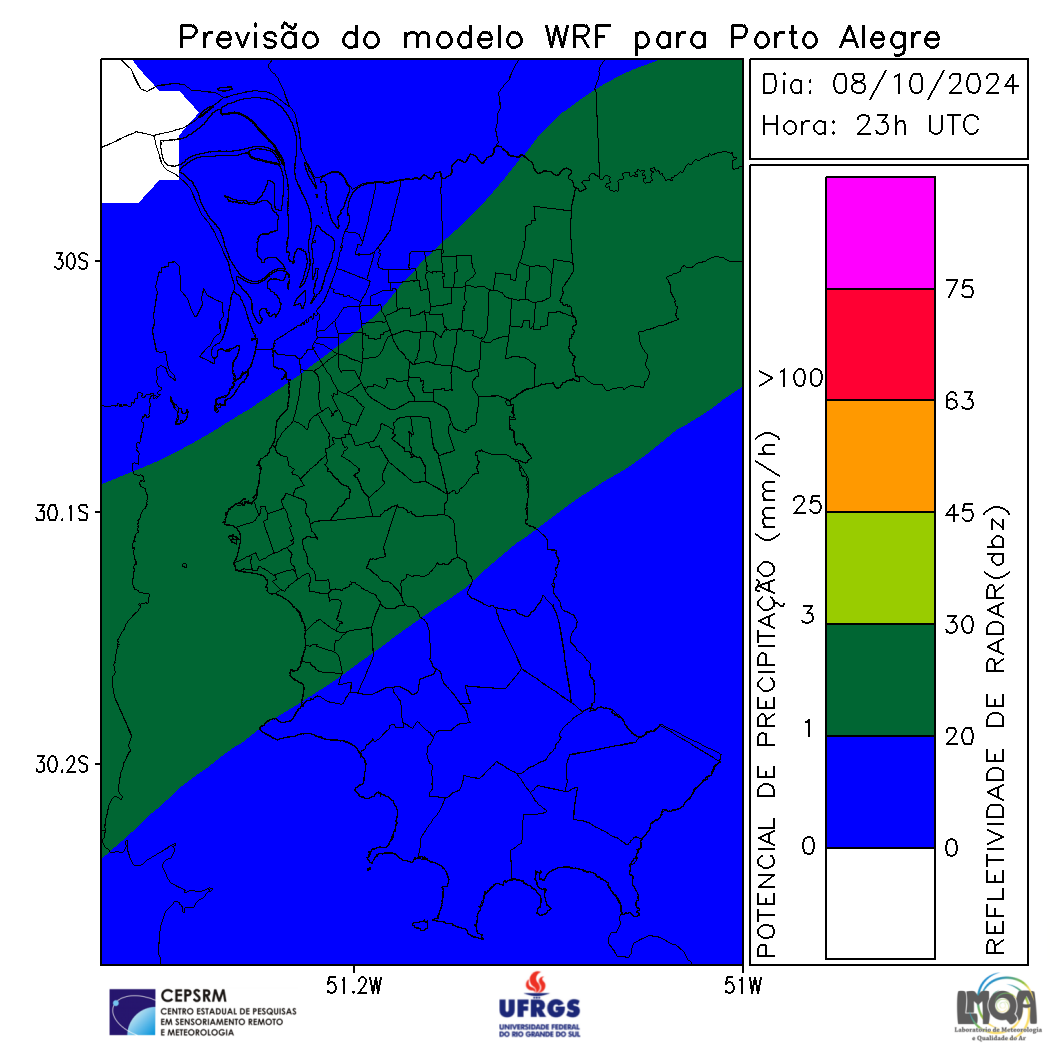 Previsão do modelo WRF para Porto Alegre
Dia: 08/10/2024
Hora: 23h UTC
30S
30.1S
30.2S
51.2W
51W
POTENCIAL DE PRECIPITAÇÃO (mm/h)
>100
25
3
1
0
75
63
45
30
20
0
REFLETIVIDADE DE RADAR(dbz)
CEPSRM
CENTRO ESTADUAL DE PESQUISAS
EM SENSORIAMENTO REMOTO
E METEOROLOGIA
UFRGS
UNIVERSIDADE FEDERAL
DO RIO GRANDE DO SUL
LMQA
Laboratório de Meteorologia
e Qualidade do Ar